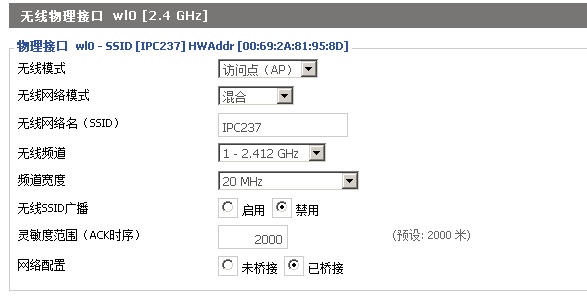 无线物理接口 wl0 [2.4 GHz]
物理接口 wl0 - SSID [IPC237] HWAddr [00:69:2A:81:95:8D]
无线模式 访问点（AP）
无线网络模式 混合
无线网络名（SSID） IPC237
无线频道 1 - 2.412 GHz
频道宽度 20 MHz
无线SSID广播 启用 禁用
灵敏度范围（ACK时序） 2000 (预设: 2000 米)
网络配置 未桥接 已桥接